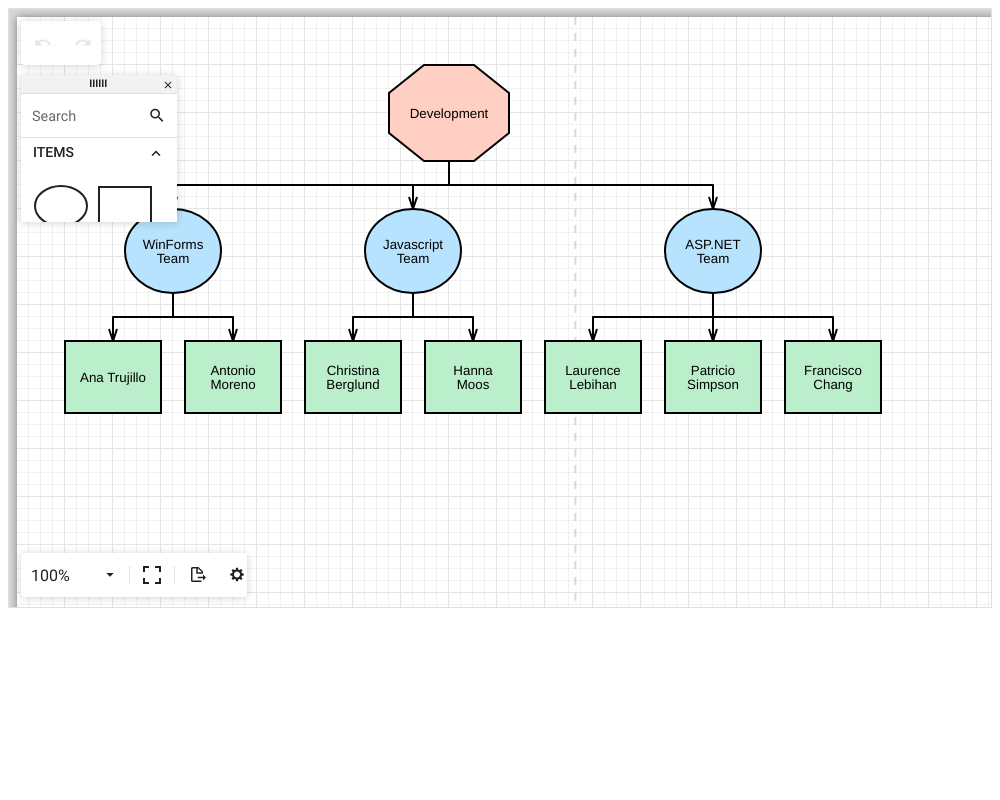 Development
Search
ITEMS
WinForms
Team
Javascript
Team
ASP.NET
Team
Ana Trujillo
Antonio
Moreno
Christina
Berglund
Hanna
Moos
Laurence
Lebihan
Patricio
Simpson
Francisco
Chang
100%